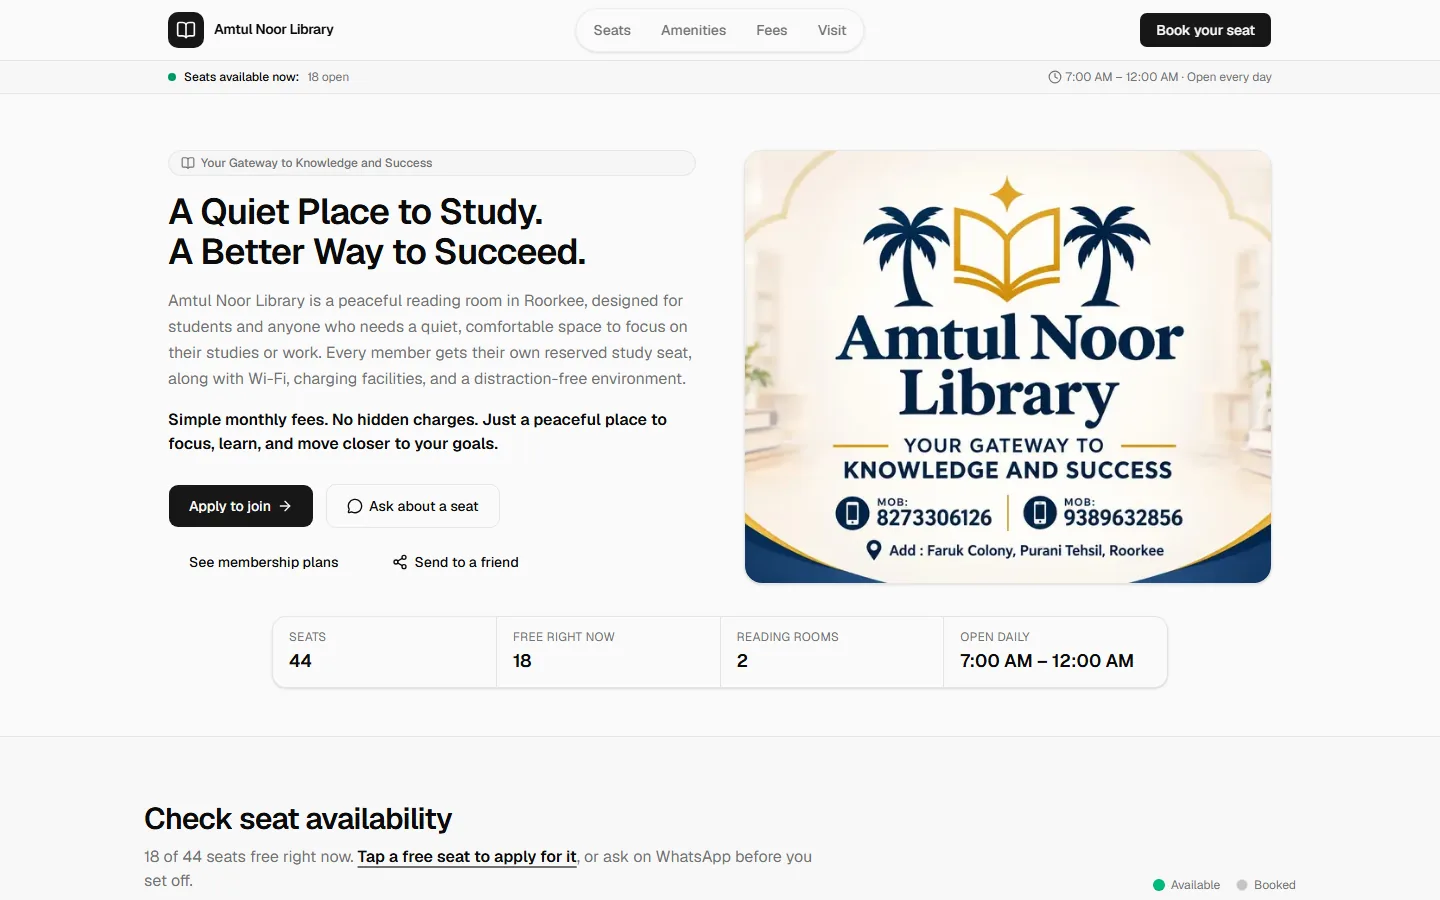 Amtul Noor Library
Seats
Amenities
Fees
Visit
Book your seat
Seats available now: 18 open
7:00 AM – 12:00 AM · Open every day
Your Gateway to Knowledge and Success
A Quiet Place to Study.
A Better Way to Succeed.
Amtul Noor Library is a peaceful reading room in Roorkee, designed for
students and anyone who needs a quiet, comfortable space to focus on
their studies or work. Every member gets their own reserved study seat,
along with Wi-Fi, charging facilities, and a distraction-free environment.
Simple monthly fees. No hidden charges. Just a peaceful place to
focus, learn, and move closer to your goals.
Apply to join →
Ask about a seat
See membership plans
Send to a friend
Amtul Noor
Library
YOUR GATEWAY TO
KNOWLEDGE AND SUCCESS
MOB:
8273306126
MOB:
9389632856
Add : Faruk Colony, Purani Tehsil, Roorkee
SEATS
44
FREE RIGHT NOW
18
READING ROOMS
2
OPEN DAILY
7:00 AM – 12:00 AM
Check seat availability
18 of 44 seats free right now. Tap a free seat to apply for it, or ask on WhatsApp before you
set off.
Available
Booked